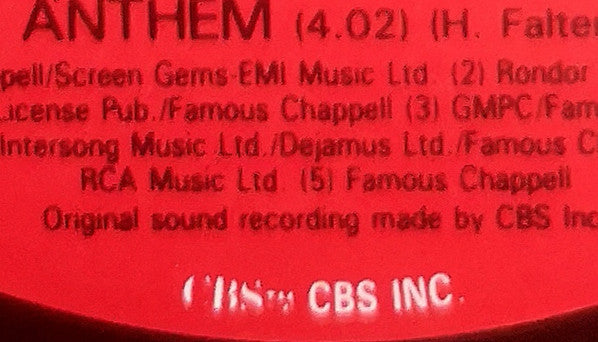 ANTHEM (4.02) (H. Falter
pell/Screen Gems-EMI Music Ltd. (2) Rondor
License Pub./Famous Chappell (3) GMPC/Fam
Intersong Music Ltd./Dejamus Ltd./Famous C
RCA Music Ltd. (5) Famous Chappell
Original sound recording made by CBS Inc
CBS™ CBS INC.